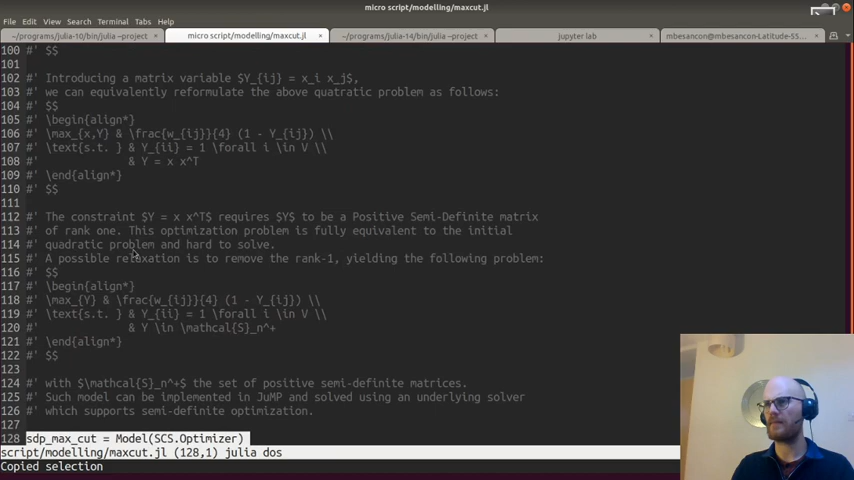 micro script/modelling/maxcut.jl
File Edit View Search Terminal Tabs Help
~/programs/julia-10/bin/julia --project × micro script/modelling/maxcut.jl × ~/programs/julia-14/bin/julia --project × jupyter lab × mbesancon@mbesancon-Latitude-5S... ×
100 #' $$
101
102 #' Introducing a matrix variable $Y_{ij} = x_i x_j$,
103 #' we can equivalently reformulate the above quatratic problem as follows:
104 #' $$
105 #' \begin{align*}
106 #' \max_{x,Y} & \frac{w_{ij}}{4} (1 - Y_{ij}) \\
107 #' \text{s.t. } & Y_{ii} = 1 \forall i \in V \\
108 #' & Y = x x^T
109 #' \end{align*}
110 #' $$
111
112 #' The constraint $Y = x x^T$ requires $Y$ to be a Positive Semi-Definite matrix
113 #' of rank one. This optimization problem is fully equivalent to the initial
114 #' quadratic problem and hard to solve.
115 #' A possible relaxation is to remove the rank-1, yielding the following problem:
116 #' $$
117 #' \begin{align*}
118 #' \max_{Y} & \frac{w_{ij}}{4} (1 - Y_{ij}) \\
119 #' \text{s.t. } & Y_{ii} = 1 \forall i \in V \\
120 #' & Y \in \mathcal{S}_n^+
121 #' \end{align*}
122 #' $$
123
124 #' with $\mathcal{S}_n^+$ the set of positive semi-definite matrices.
125 #' Such model can be implemented in JuMP and solved using an underlying solver
126 #' which supports semi-definite optimization.
127
128 sdp_max_cut = Model(SCS.Optimizer)
script/modelling/maxcut.jl (128,1) julia dos
Copied selection